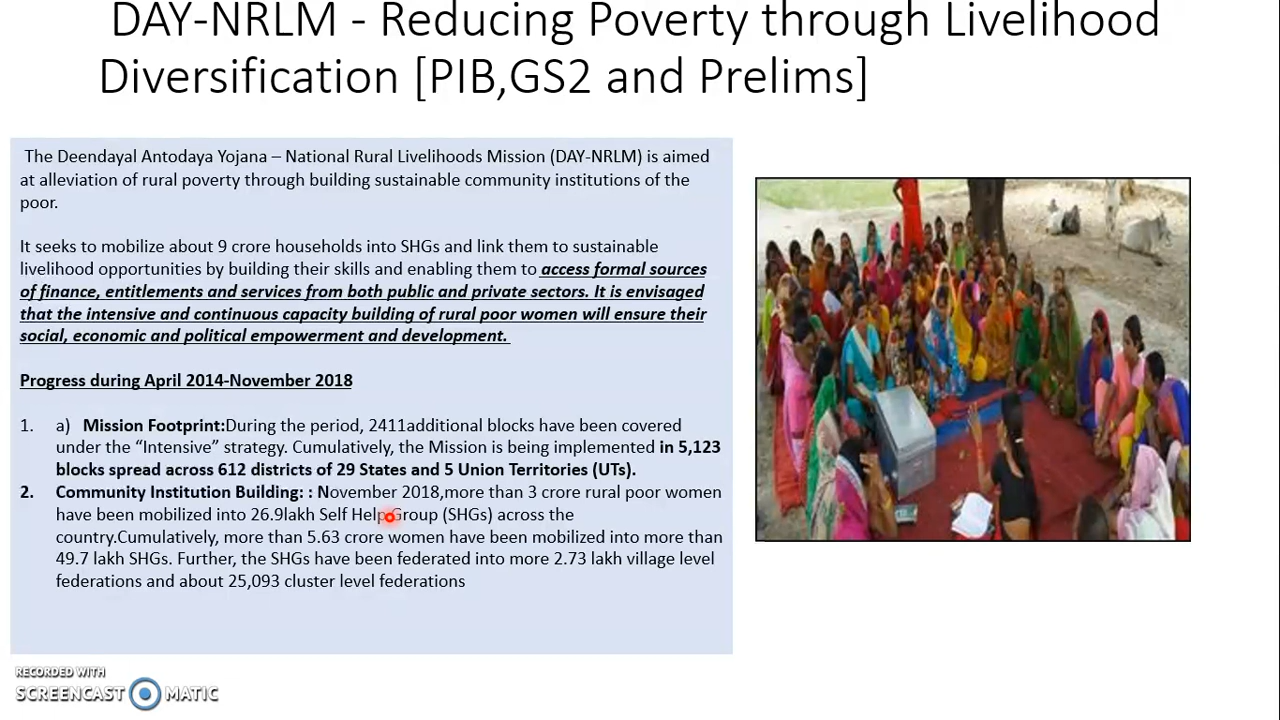 DAY-NRLM - Reducing Poverty through Livelihood
Diversification [PIB,GS2 and Prelims]
The Deendayal Antodaya Yojana – National Rural Livelihoods Mission (DAY-NRLM) is aimed
at alleviation of rural poverty through building sustainable community institutions of the
poor.
It seeks to mobilize about 9 crore households into SHGs and link them to sustainable
livelihood opportunities by building their skills and enabling them to access formal sources
of finance, entitlements and services from both public and private sectors. It is envisaged
that the intensive and continuous capacity building of rural poor women will ensure their
social, economic and political empowerment and development.
Progress during April 2014-November 2018
1. a) Mission Footprint:During the period, 2411additional blocks have been covered
under the “Intensive” strategy. Cumulatively, the Mission is being implemented in 5,123
blocks spread across 612 districts of 29 States and 5 Union Territories (UTs).
2. Community Institution Building: : November 2018,more than 3 crore rural poor women
have been mobilized into 26.9lakh Self Help Group (SHGs) across the
country.Cumulatively, more than 5.63 crore women have been mobilized into more than
49.7 lakh SHGs. Further, the SHGs have been federated into more 2.73 lakh village level
federations and about 25,093 cluster level federations
RECORDED WITH
SCREENCAST MATIC